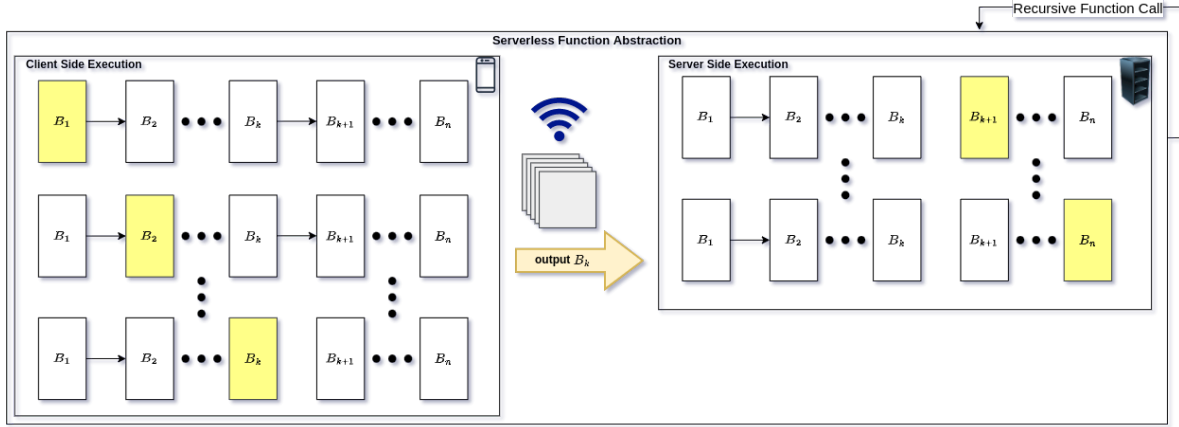 Recursive Function Call
Serverless Function Abstraction
Client Side Execution
B₁ B₂ Bₖ Bₖ₊₁ Bₙ
B₁ B₂ Bₖ Bₖ₊₁ Bₙ
B₁ B₂ Bₖ Bₖ₊₁ Bₙ
output Bₖ
Server Side Execution
B₁ B₂ Bₖ Bₖ₊₁ Bₙ
B₁ B₂ Bₖ Bₖ₊₁ Bₙ